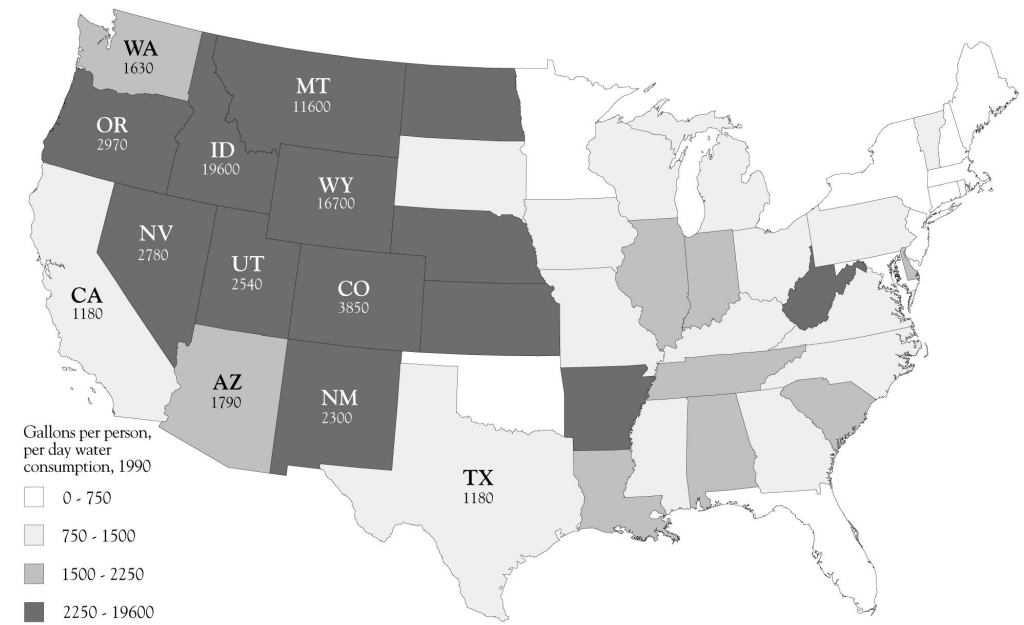 WA
1630
MT
11600
OR
2970
ID
19600
WY
16700
NV
2780
UT
2540
CO
3850
CA
1180
AZ
1790
NM
2300
TX
1180
Gallons per person,
per day water
consumption, 1990
0 - 750
750 - 1500
1500 - 2250
2250 - 19600